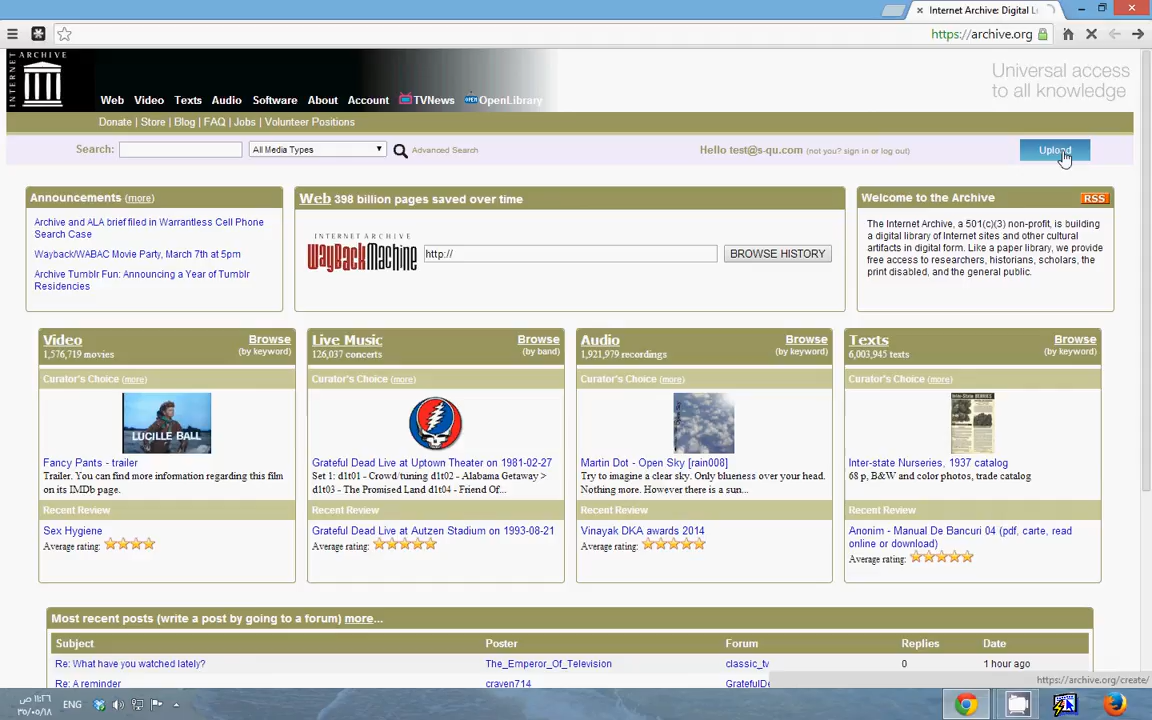 Internet Archive: Digital L
https://archive.org
INTERNET ARCHIVE
Universal access
to all knowledge
Web Video Texts Audio Software About Account TVNews OpenLibrary
Donate | Store | Blog | FAQ | Jobs | Volunteer Positions
Search: All Media Types Advanced Search Hello test@s-qu.com (not you? sign in or log out) Upload
Announcements (more)
Archive and ALA brief filed in Warrantless Cell Phone
Search Case
Wayback/WABAC Movie Party, March 7th at 5pm
Archive Tumblr Fun: Announcing a Year of Tumblr
Residencies
Web 398 billion pages saved over time
INTERNET ARCHIVE
WayBackMachine http:// BROWSE HISTORY
Welcome to the Archive RSS
The Internet Archive, a 501(c)(3) non-profit, is building
a digital library of Internet sites and other cultural
artifacts in digital form. Like a paper library, we provide
free access to researchers, historians, scholars, the
print disabled, and the general public.
Video Browse
1,576,719 movies (by keyword)
Curator's Choice (more)
LUCILLE BALL
Fancy Pants - trailer
Trailer. You can find more information regarding this film
on its IMDb page.
Recent Review
Sex Hygiene
Average rating:
Live Music Browse
126,037 concerts (by band)
Curator's Choice (more)
Grateful Dead Live at Uptown Theater on 1981-02-27
Set 1: d1t01 - Crowd/tuning d1t02 - Alabama Getaway >
d1t03 - The Promised Land d1t04 - Friend Of...
Recent Review
Grateful Dead Live at Autzen Stadium on 1993-08-21
Average rating:
Audio Browse
1,921,979 recordings (by keyword)
Curator's Choice (more)
Martin Dot - Open Sky [rain008]
Try to imagine a clear sky. Only blueness over your head.
Nothing more. However there is a sun...
Recent Review
Vinayak DKA awards 2014
Average rating:
Texts Browse
6,003,945 texts (by keyword)
Curator's Choice (more)
Inter-state Nurseries, 1937 catalog
68 p, B&W and color photos, trade catalog
Recent Review
Anonim - Manual De Bancuri 04 (pdf, carte, read
online or download)
Average rating:
Most recent posts (write a post by going to a forum) more...
Subject Poster Forum Replies Date
Re: What have you watched lately? The_Emperor_Of_Television classic_tv 0 1 hour ago
Re: A reminder craven714 GratefulDe
https://archive.org/create/
ENG
١١:٢٦ ص
٣٥/٠٥/١٨